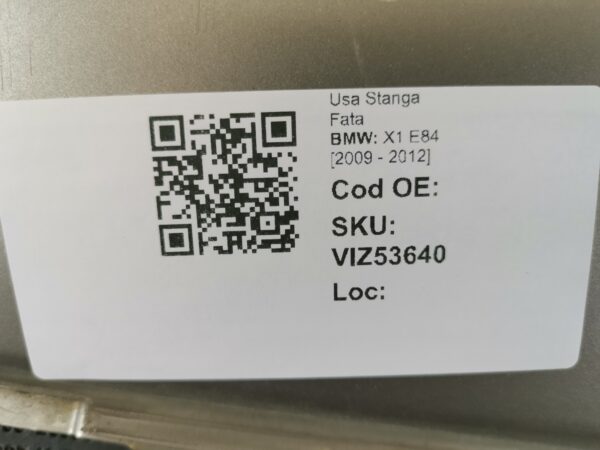 Usa Stanga
Fata
BMW: X1 E84
[2009 - 2012]
Cod OE:
SKU:
VIZ53640
Loc: